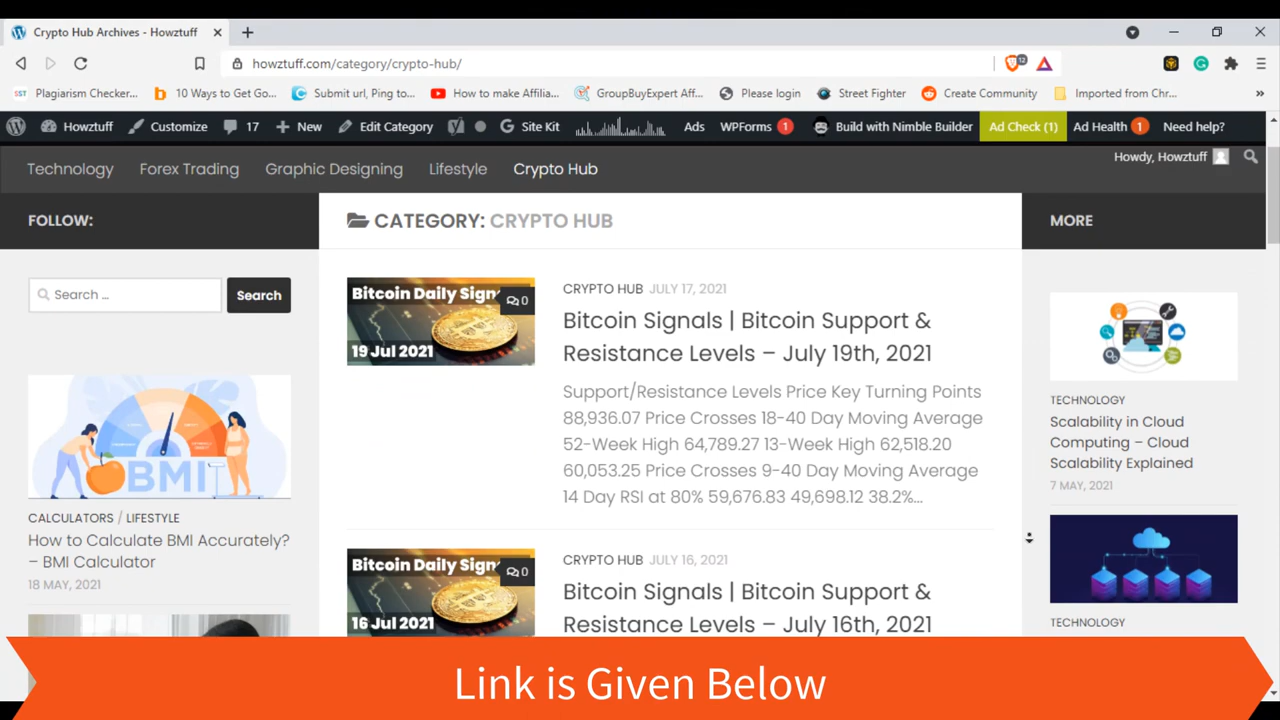 Crypto Hub Archives - Howztuff
howztuff.com/category/crypto-hub/
12
SST Plagiarism Checker... 10 Ways to Get Go... Submit url, Ping to... How to make Affilia... GroupBuyExpert Aff... Please login Street Fighter Create Community Imported from Chr... »
Howztuff Customize 17 New Edit Category Site Kit Ads WPForms 1 Build with Nimble Builder Ad Check (1) Ad Health 1 Need help?
Howdy, Howztuff
Technology Forex Trading Graphic Designing Lifestyle Crypto Hub
FOLLOW:
CATEGORY: CRYPTO HUB
MORE
Search ...
Search
BMI
CALCULATORS / LIFESTYLE
How to Calculate BMI Accurately?
– BMI Calculator
18 MAY, 2021
Bitcoin Daily Sign
0
19 Jul 2021
CRYPTO HUB JULY 17, 2021
Bitcoin Signals | Bitcoin Support &
Resistance Levels – July 19th, 2021
Support/Resistance Levels Price Key Turning Points
88,936.07 Price Crosses 18-40 Day Moving Average
52-Week High 64,789.27 13-Week High 62,518.20
60,053.25 Price Crosses 9-40 Day Moving Average
14 Day RSI at 80% 59,676.83 49,698.12 38.2%...
Bitcoin Daily Sign
0
16 Jul 2021
CRYPTO HUB JULY 16, 2021
Bitcoin Signals | Bitcoin Support &
Resistance Levels – July 16th, 2021
TECHNOLOGY
Scalability in Cloud
Computing – Cloud
Scalability Explained
7 MAY, 2021
TECHNOLOGY
Link is Given Below